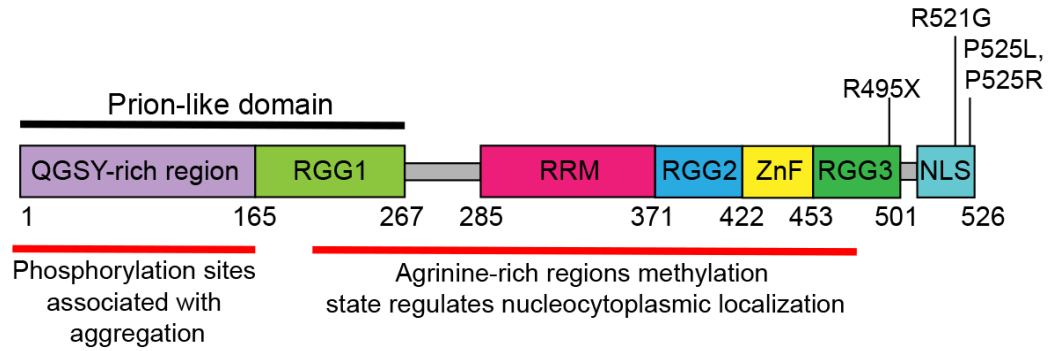 R521G
P525L,
P525R
R495X
Prion-like domain
QGSY-rich region RGG1 RRM RGG2 ZnF RGG3 NLS
1 165 267 285 371 422 453 501 526
Phosphorylation sites
associated with
aggregation
Agrinine-rich regions methylation
state regulates nucleocytoplasmic localization